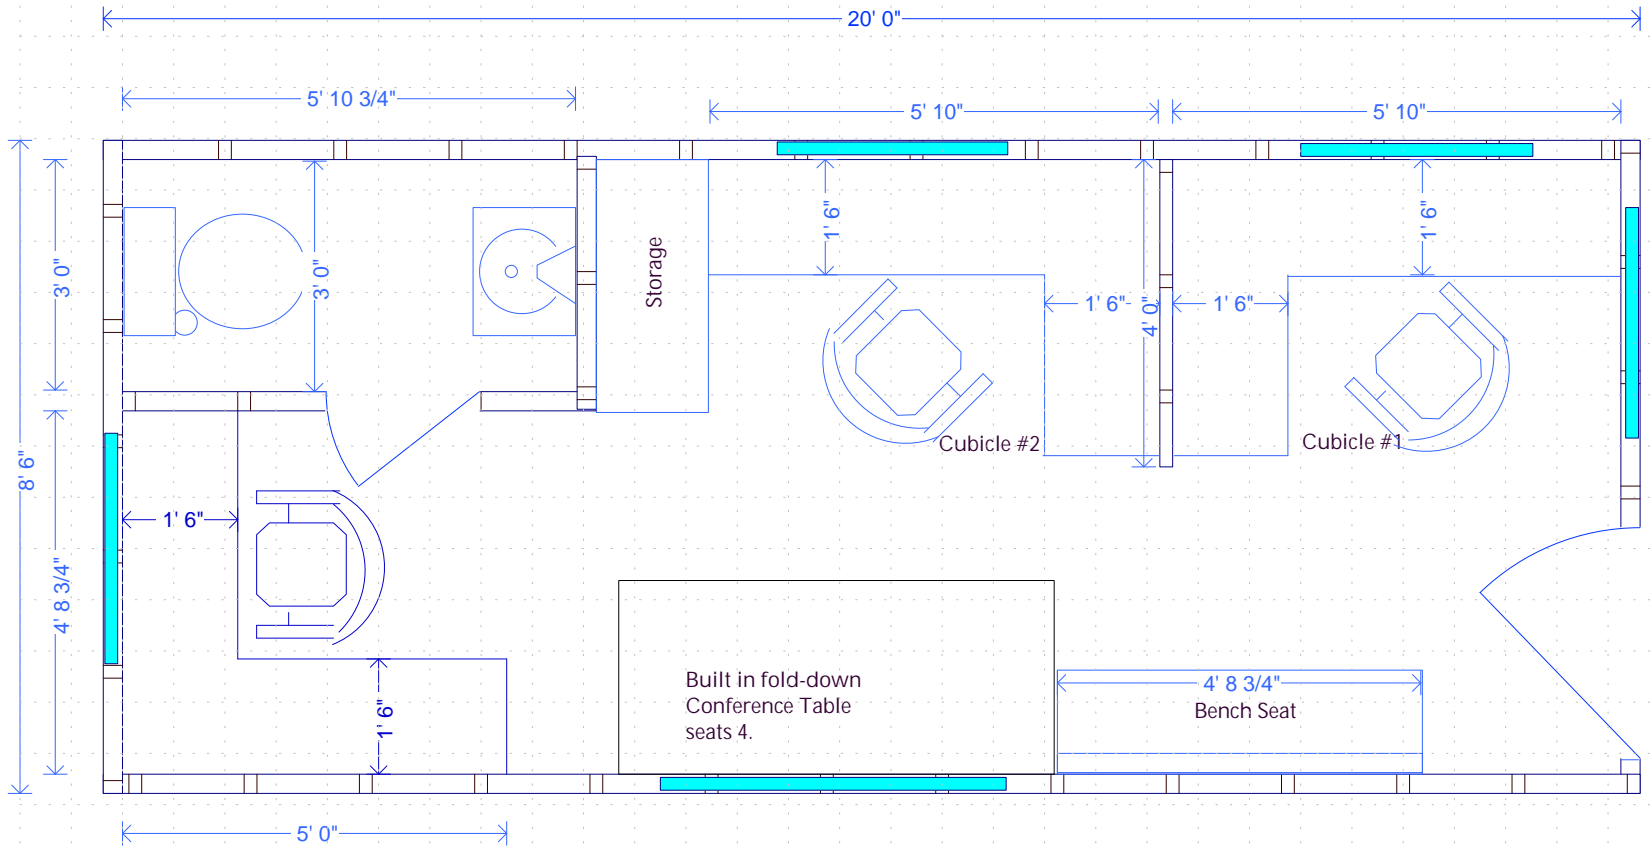 20' 0"
5' 10 3/4"
5' 10"
5' 10"
3' 0"
3' 0"
Storage
1' 6"
1' 6"
1' 6"
4' 0"
1' 6"
Cubicle #2
Cubicle #1
8' 6"
1' 6"
4' 8 3/4"
Built in fold-down
Conference Table
seats 4.
4' 8 3/4"
Bench Seat
1' 6"
5' 0"